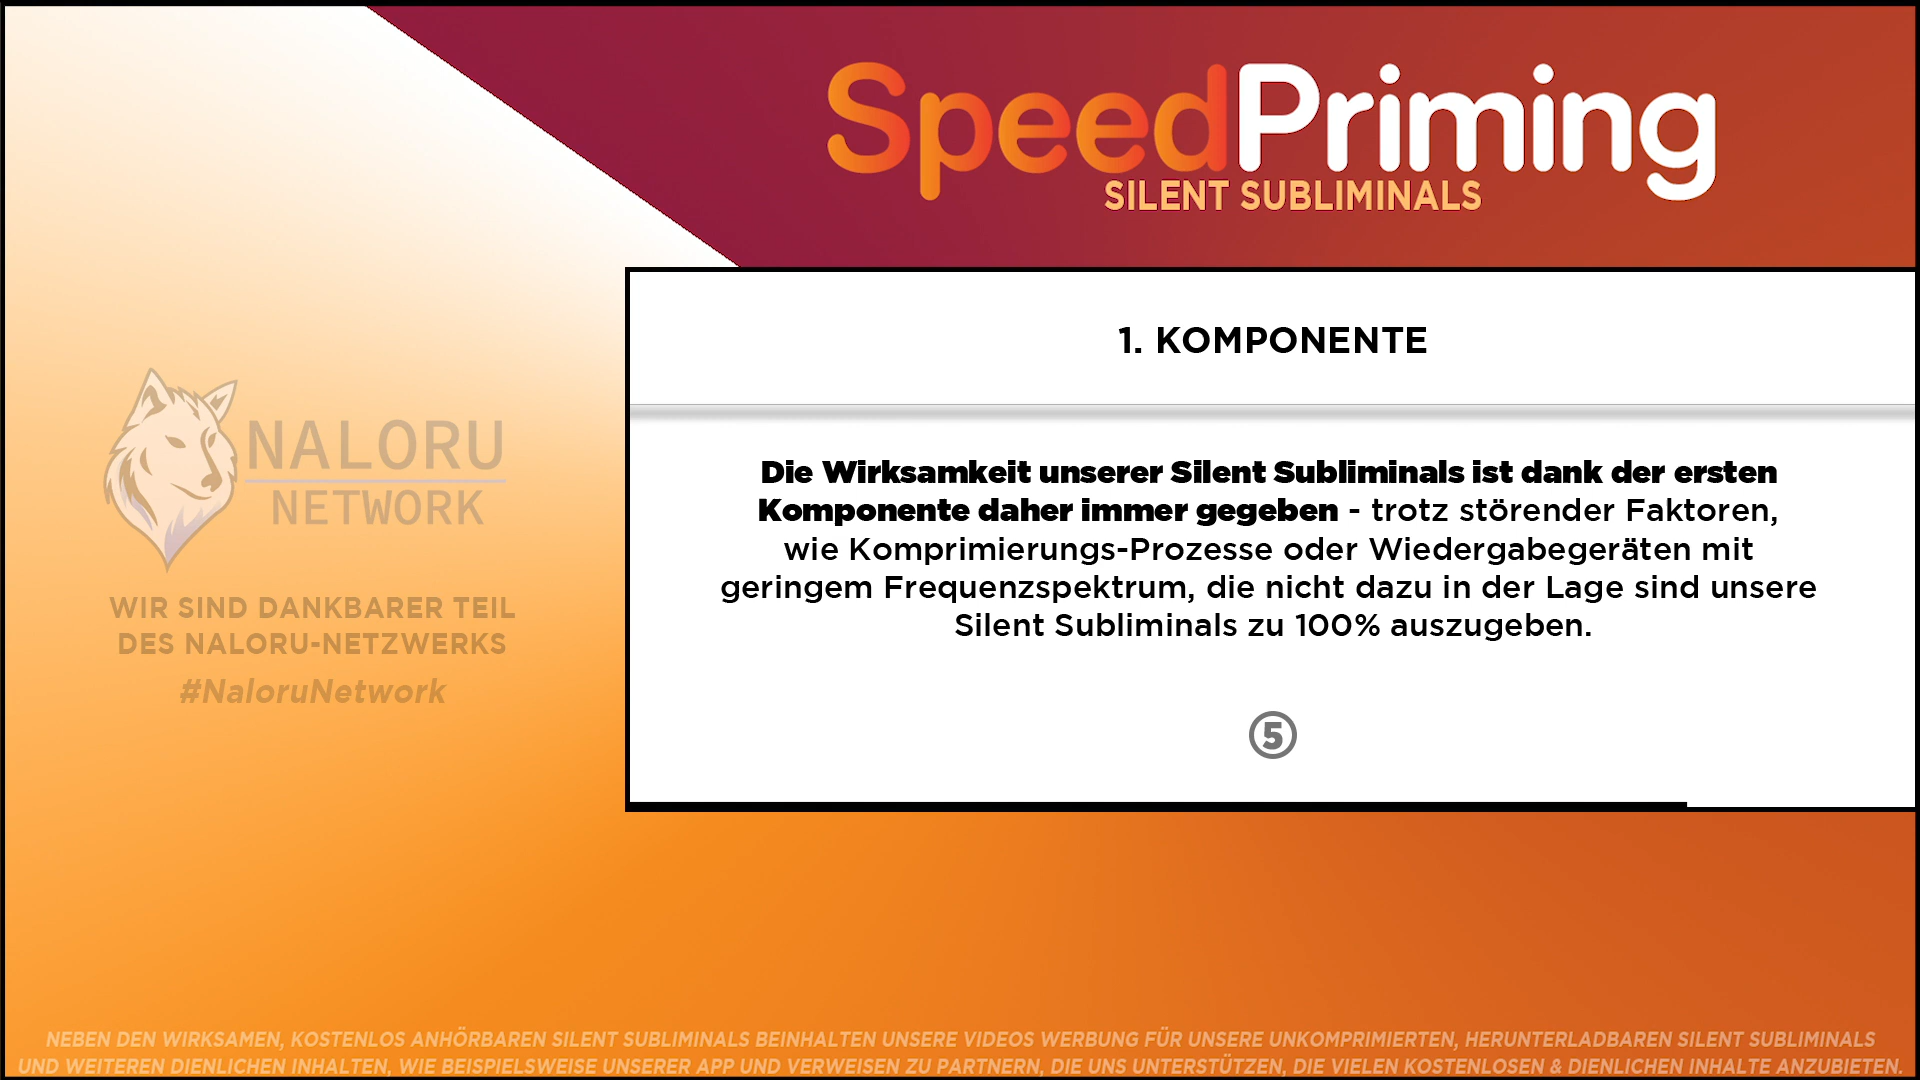 SpeedPriming
SILENT SUBLIMINALS
1. KOMPONENTE
Die Wirksamkeit unserer Silent Subliminals ist dank der ersten
Komponente daher immer gegeben - trotz störender Faktoren,
wie Komprimierungs-Prozesse oder Wiedergabegeräten mit
geringem Frequenzspektrum, die nicht dazu in der Lage sind unsere
Silent Subliminals zu 100% auszugeben.
5
NALORU
NETWORK
WIR SIND DANKBARER TEIL
DES NALORU-NETZWERKS
#NaloruNetwork
NEBEN DEN WIRKSAMEN, KOSTENLOS ANHÖRBAREN SILENT SUBLIMINALS BEINHALTEN UNSERE VIDEOS WERBUNG FÜR UNSERE UNKOMPRIMIERTEN, HERUNTERLADBAREN SILENT SUBLIMINALS
UND WEITEREN DIENLICHEN INHALTEN, WIE BEISPIELSWEISE UNSERER APP UND VERWEISEN ZU PARTNERN, DIE UNS UNTERSTÜTZEN, DIE VIELEN KOSTENLOSEN & DIENLICHEN INHALTE ANZUBIETEN.